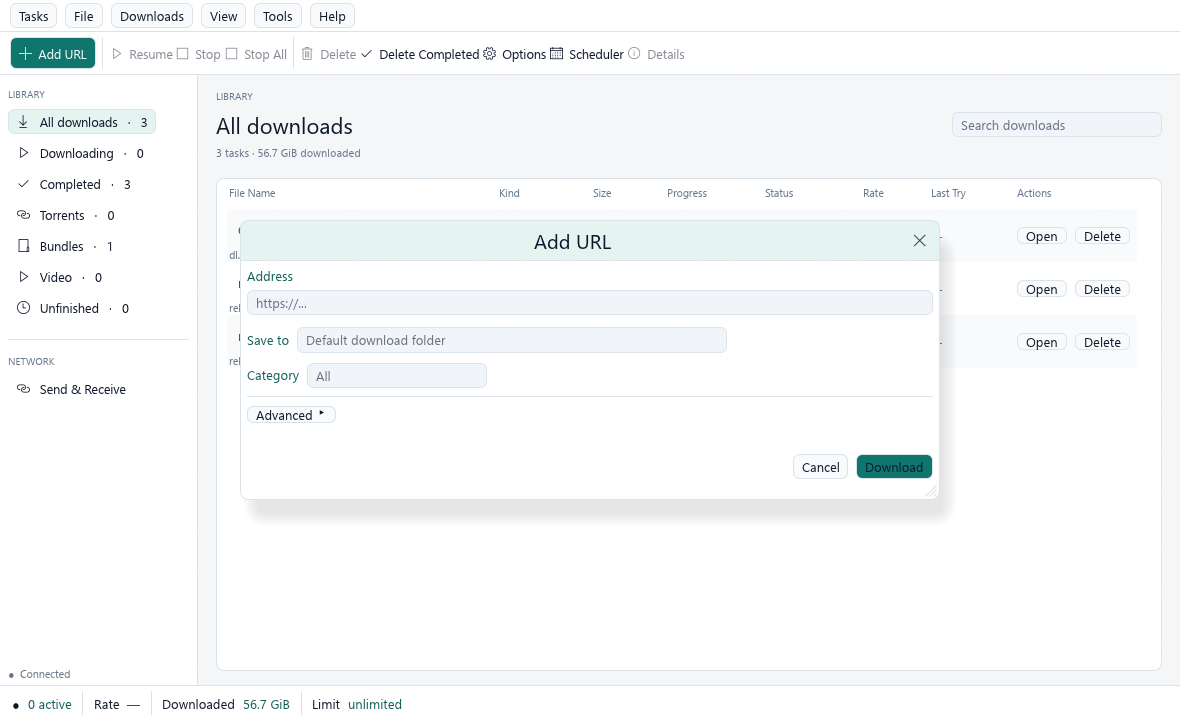 Tasks File Downloads View Tools Help
Add URL Resume Stop Stop All Delete Delete Completed Options Scheduler Details
LIBRARY
All downloads · 3
Downloading · 0
Completed · 3
Torrents · 0
Bundles · 1
Video · 0
Unfinished · 0
NETWORK
Send & Receive
Connected
LIBRARY
All downloads
Search downloads
3 tasks · 56.7 GiB downloaded
File Name Kind Size Progress Status Rate Last Try Actions
Open Delete
dl.
Open Delete
rel
Open Delete
rel
Add URL
Address
https://...
Save to Default download folder
Category All
Advanced
Cancel Download
0 active Rate — Downloaded 56.7 GiB Limit unlimited